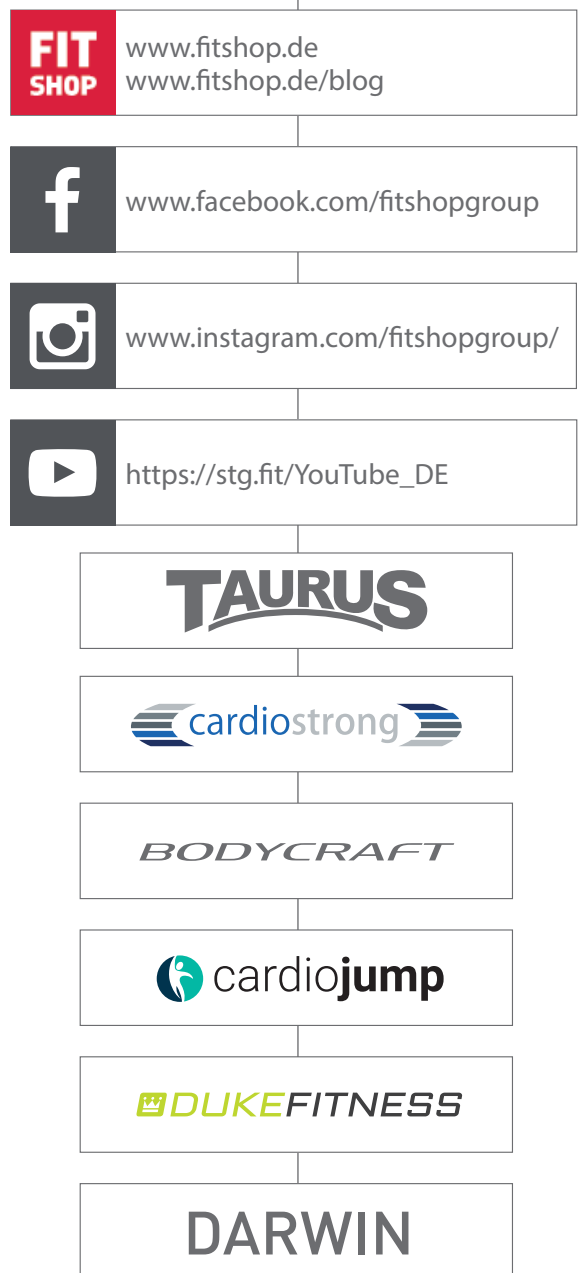 FIT
SHOP
www.fitshop.de
www.fitshop.de/blog
www.facebook.com/fitshopgroup
www.instagram.com/fitshopgroup/
https://stg.fit/YouTube_DE
TAURUS
cardiostrong
BODYCRAFT
cardiojump
DUKEFITNESS
DARWIN